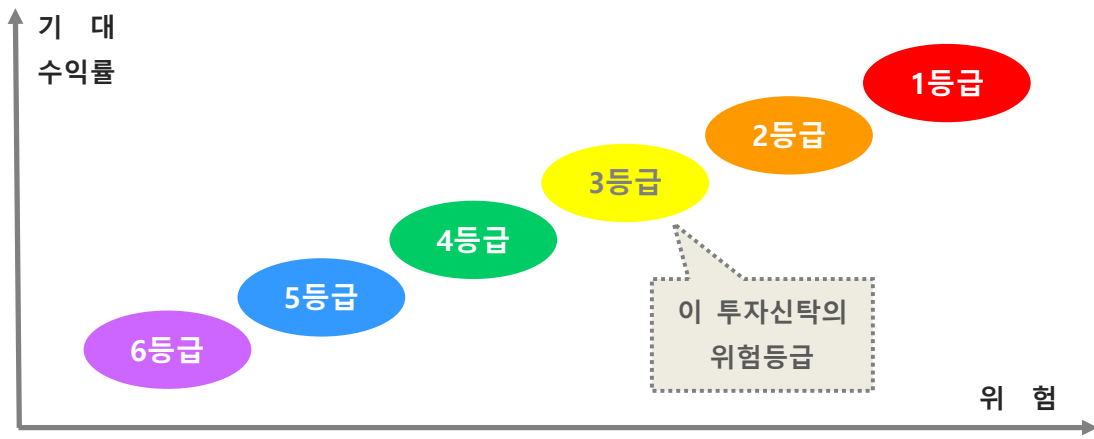 기 대
수익률
1등급
2등급
3등급
4등급
5등급
6등급
이 투자신탁의
위험등급
위 험